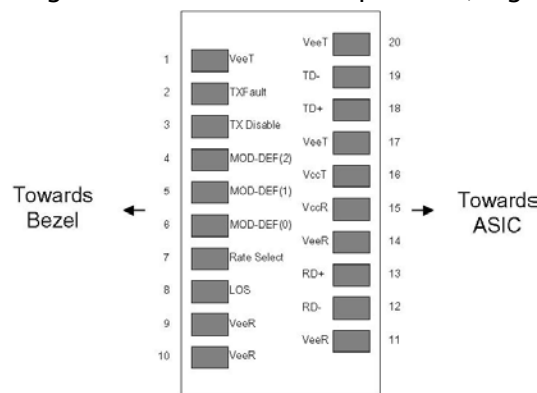 VeeT 20
1 VeeT
TD- 19
2 TXFault
TD+ 18
3 TX Disable
VeeT 17
4 MOD-DEF(2)
VccT 16
5 MOD-DEF(1)
Towards
Bezel
VccR 15
Towards
ASIC
6 MOD-DEF(0)
VeeR 14
7 Rate Select
RD+ 13
8 LOS
RD- 12
9 VeeR
VeeR 11
10 VeeR